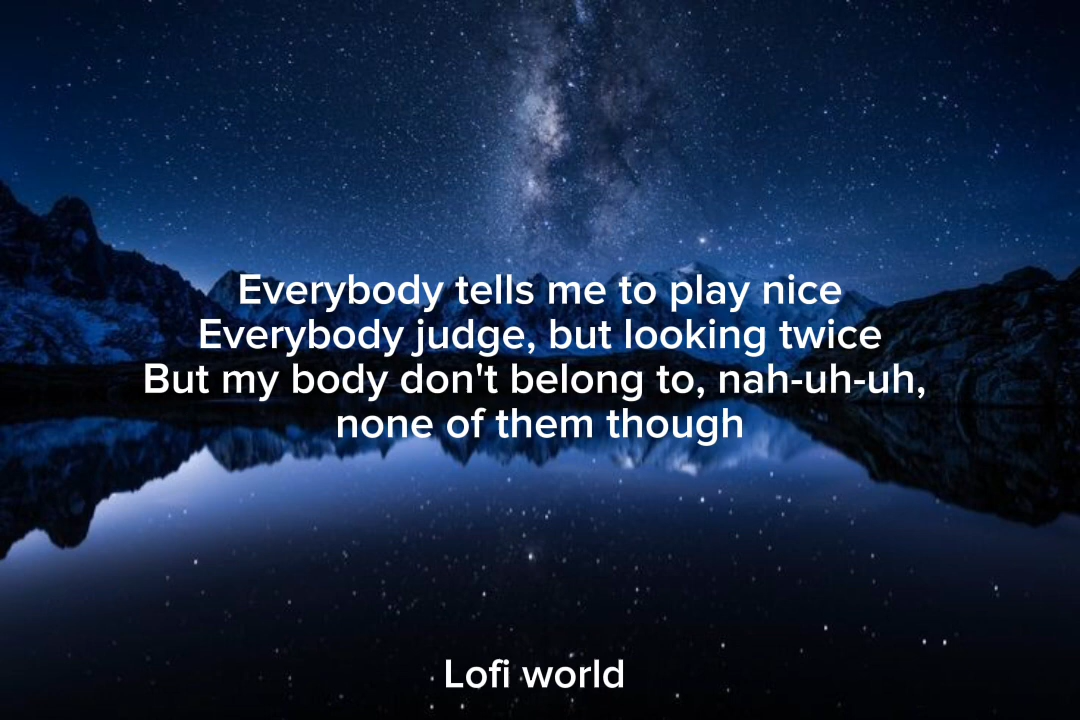 Everybody tells me to play nice
Everybody judge, but looking twice
But my body don't belong to, nah-uh-uh,
none of them though
Lofi world